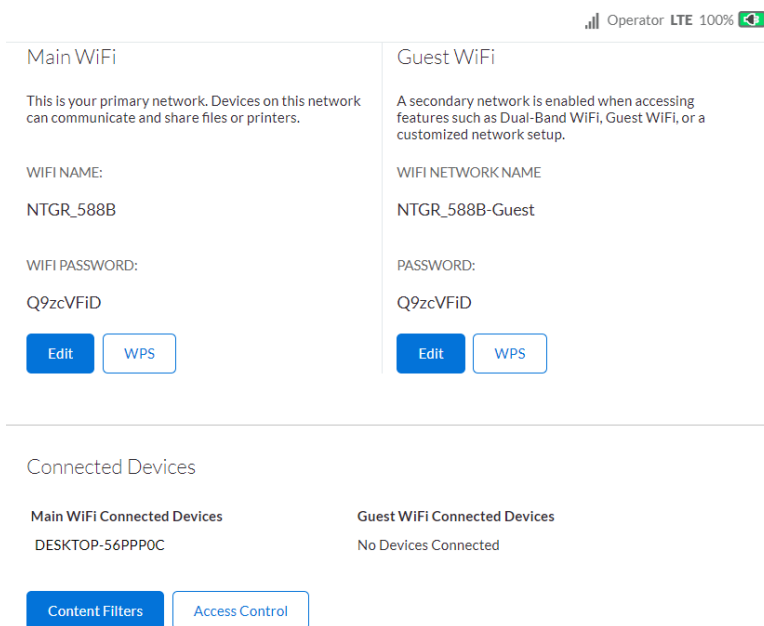 Operator LTE 100%
Main WiFi
This is your primary network. Devices on this network
can communicate and share files or printers.
WIFI NAME:
NTGR_588B
WIFI PASSWORD:
Q9zcVFiD
Edit
WPS
Guest WiFi
A secondary network is enabled when accessing
features such as Dual-Band WiFi, Guest WiFi, or a
customized network setup.
WIFI NETWORK NAME
NTGR_588B-Guest
PASSWORD:
Q9zcVFiD
Edit
WPS
Connected Devices
Main WiFi Connected Devices
DESKTOP-56PPP0C
Guest WiFi Connected Devices
No Devices Connected
Content Filters
Access Control